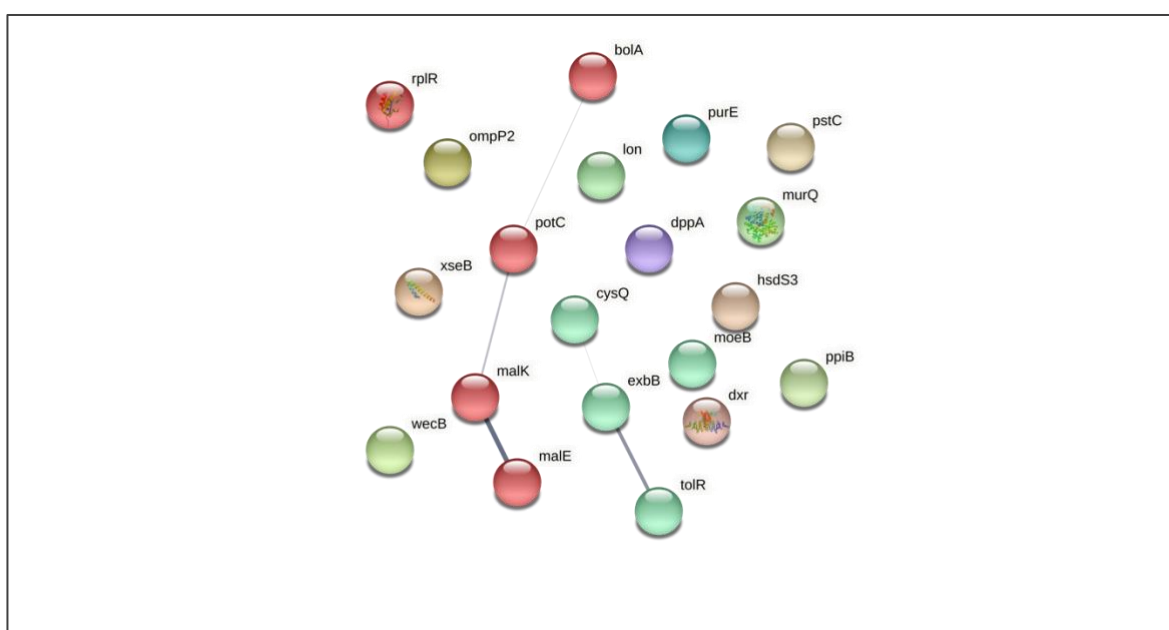 bolA
rplR
purE
pstC
ompP2
lon
murQ
potC
dppA
xseB
hsdS3
cysQ
moeB
ppiB
malK
exbB
dxr
wecB
malE
tolR